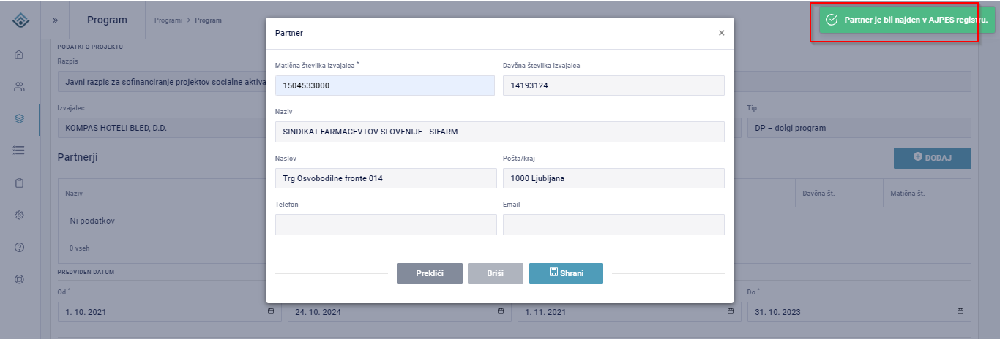 Program
Programi > Program
Partner je bil najden v AJPES registru.
PODATKI O PROJEKTU
Razpis
Javni razpis za sofinanciranje projektov socialne aktiva
Izvajalec
KOMPAS HOTELI BLED, D.D.
Tip
DP – dolgi program
Partnerji
DODAJ
Naziv
Davčna št.
Matična št.
Ni podatkov
0 vseh
PREDVIDEN DATUM
Od *
Do *
1. 10. 2021
24. 10. 2024
1. 11. 2021
31. 10. 2023
Partner
×
Matična številka izvajalca *
Davčna številka izvajalca
1504533000
14193124
Naziv
SINDIKAT FARMACEVTOV SLOVENIJE - SIFARM
Naslov
Pošta/kraj
Trg Osvobodilne fronte 014
1000 Ljubljana
Telefon
Email
Prekliči
Briši
Shrani